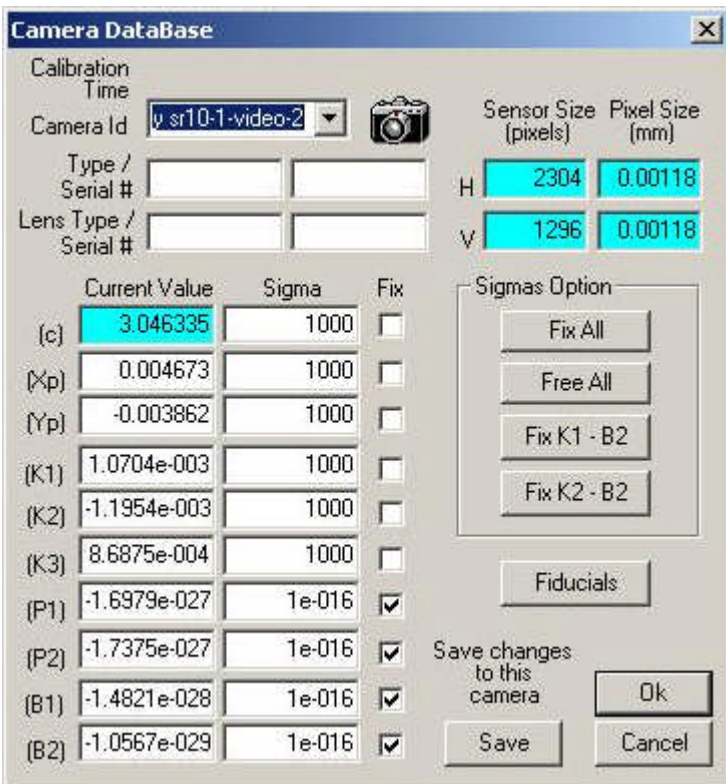 Camera DataBase
Calibration
Time
Camera Id y sr10-1-video-2
Sensor Size Pixel Size
(pixels) (mm)
Type /
Serial #
H 2304 0.00118
Lens Type /
Serial #
V 1296 0.00118
Current Value Sigma Fix
(c) 3.046335 1000
(Xp) 0.004673 1000
(Yp) -0.003862 1000
(K1) 1.0704e-003 1000
(K2) -1.1954e-003 1000
(K3) 8.6875e-004 1000
(P1) -1.6979e-027 1e-016
(P2) -1.7375e-027 1e-016
(B1) -1.4821e-028 1e-016
(B2) -1.0567e-029 1e-016
Sigmas Option
Fix All
Free All
Fix K1 - B2
Fix K2 - B2
Fiducials
Save changes
to this
camera
Save
Ok
Cancel